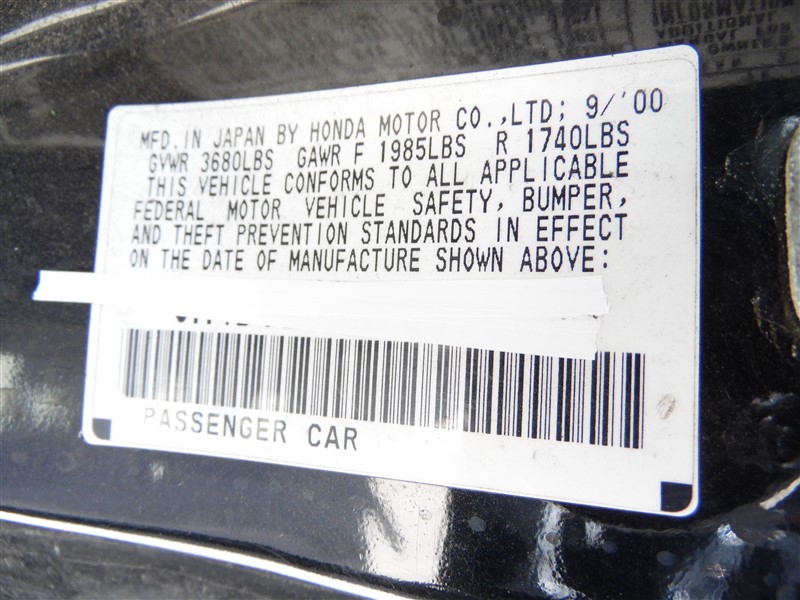 MFD.IN JAPAN BY HONDA MOTOR CO.,LTD; 9/'00
GVWR 3680LBS GAWR F 1985LBS R 1740LBS
THIS VEHICLE CONFORMS TO ALL APPLICABLE
FEDERAL MOTOR VEHICLE SAFETY, BUMPER,
AND THEFT PREVENTION STANDARDS IN EFFECT
ON THE DATE OF MANUFACTURE SHOWN ABOVE:
PASSENGER CAR
INFORMATION
ADDITIONAL